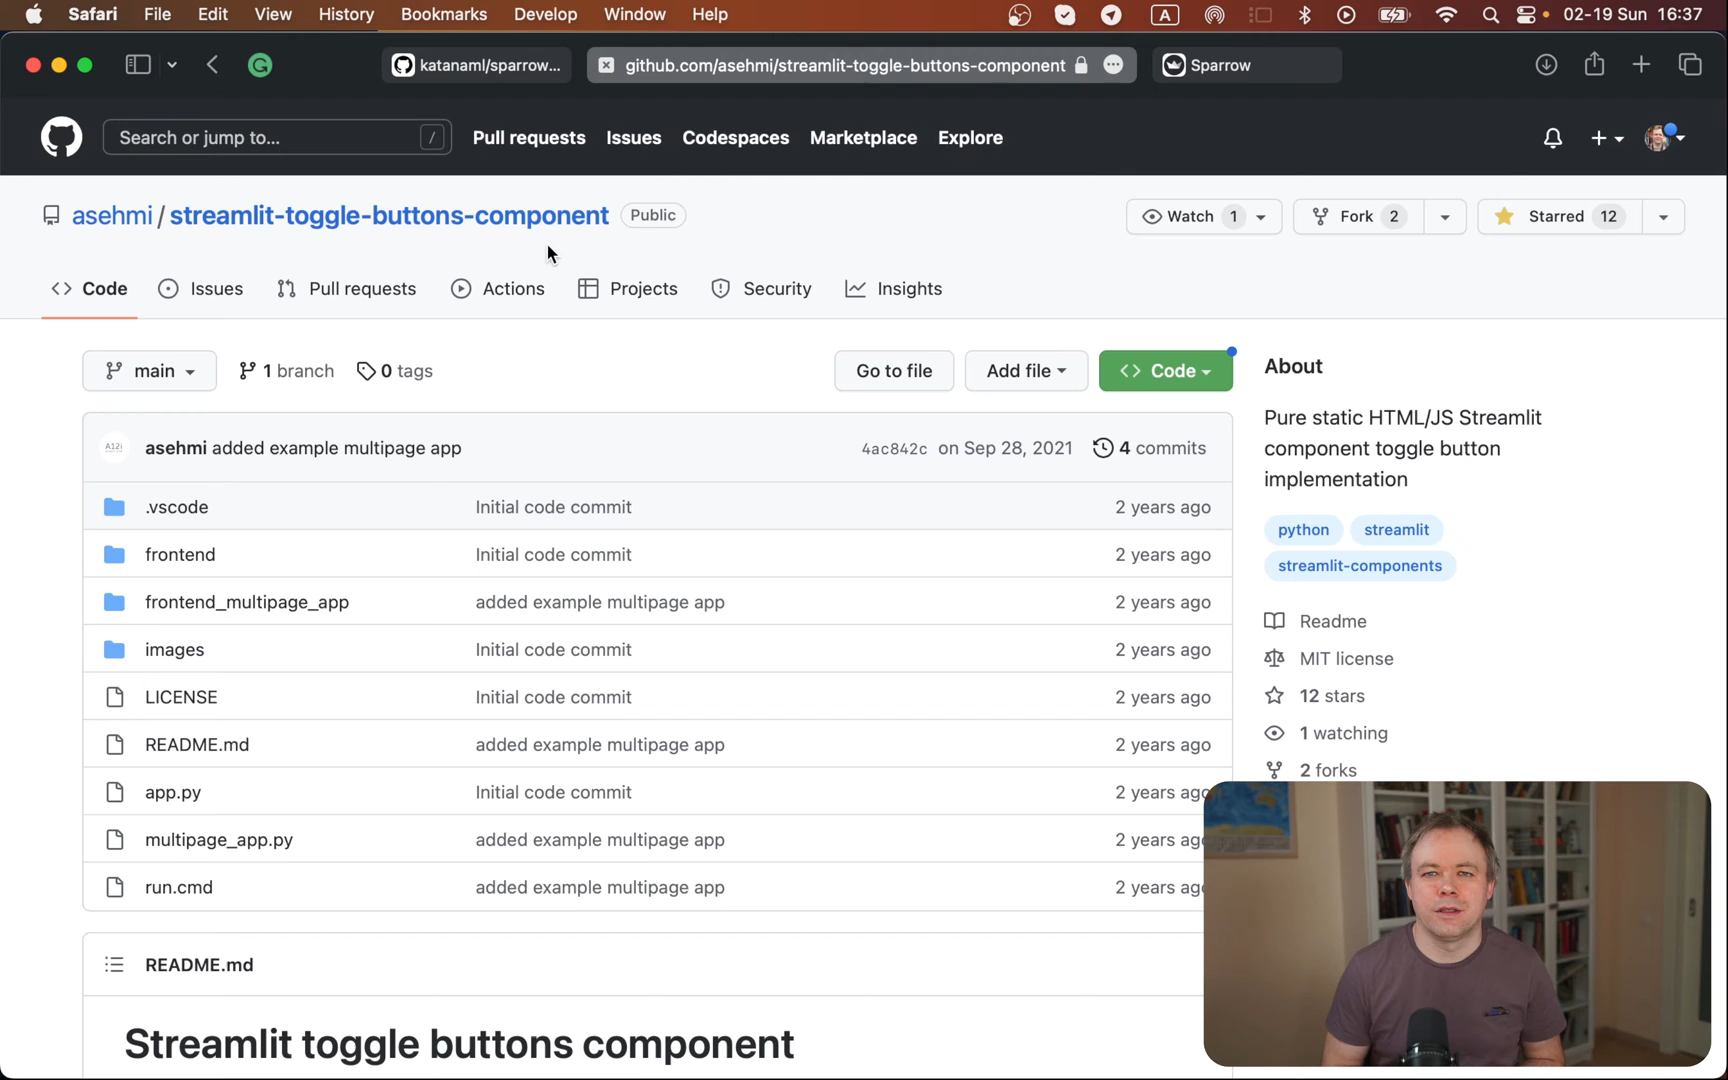 Safari File Edit View History Bookmarks Develop Window Help A 02-19 Sun 16:37
katanaml/sparrow... github.com/asehmi/streamlit-toggle-buttons-component Sparrow
Search or jump to... / Pull requests Issues Codespaces Marketplace Explore
asehmi / streamlit-toggle-buttons-component Public Watch 1 Fork 2 Starred 12
Code Issues Pull requests Actions Projects Security Insights
main 1 branch 0 tags Go to file Add file Code
asehmi added example multipage app 4ac842c on Sep 28, 2021 4 commits
.vscode Initial code commit 2 years ago
frontend Initial code commit 2 years ago
frontend_multipage_app added example multipage app 2 years ago
images Initial code commit 2 years ago
LICENSE Initial code commit 2 years ago
README.md added example multipage app 2 years ago
app.py Initial code commit 2 years ago
multipage_app.py added example multipage app 2 years ago
run.cmd added example multipage app 2 years ago
README.md
Streamlit toggle buttons component
About
Pure static HTML/JS Streamlit
component toggle button
implementation
python streamlit
streamlit-components
Readme
MIT license
12 stars
1 watching
2 forks